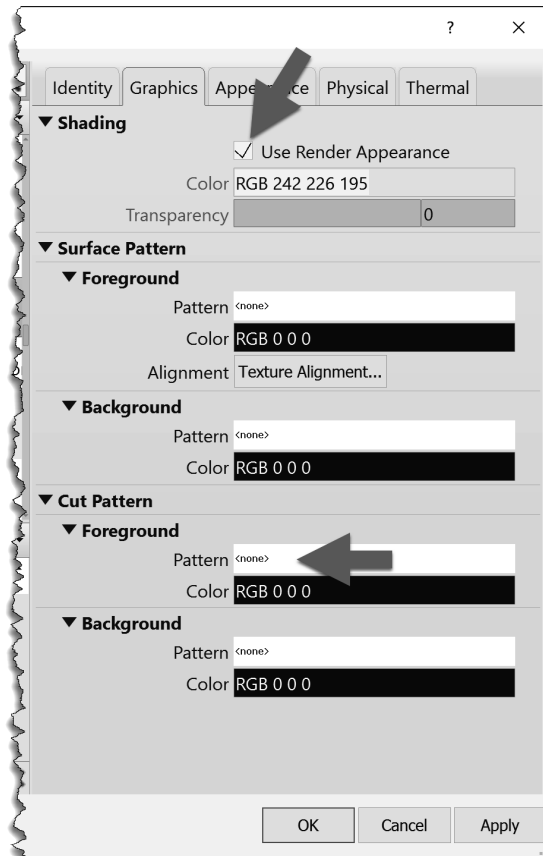 ?
Identity Graphics Appearance Physical Thermal
Shading
Use Render Appearance
Color RGB 242 226 195
Transparency 0
Surface Pattern
Foreground
Pattern <none>
Color RGB 0 0 0
Alignment Texture Alignment...
Background
Pattern <none>
Color RGB 0 0 0
Cut Pattern
Foreground
Pattern <none>
Color RGB 0 0 0
Background
Pattern <none>
Color RGB 0 0 0
OK Cancel Apply